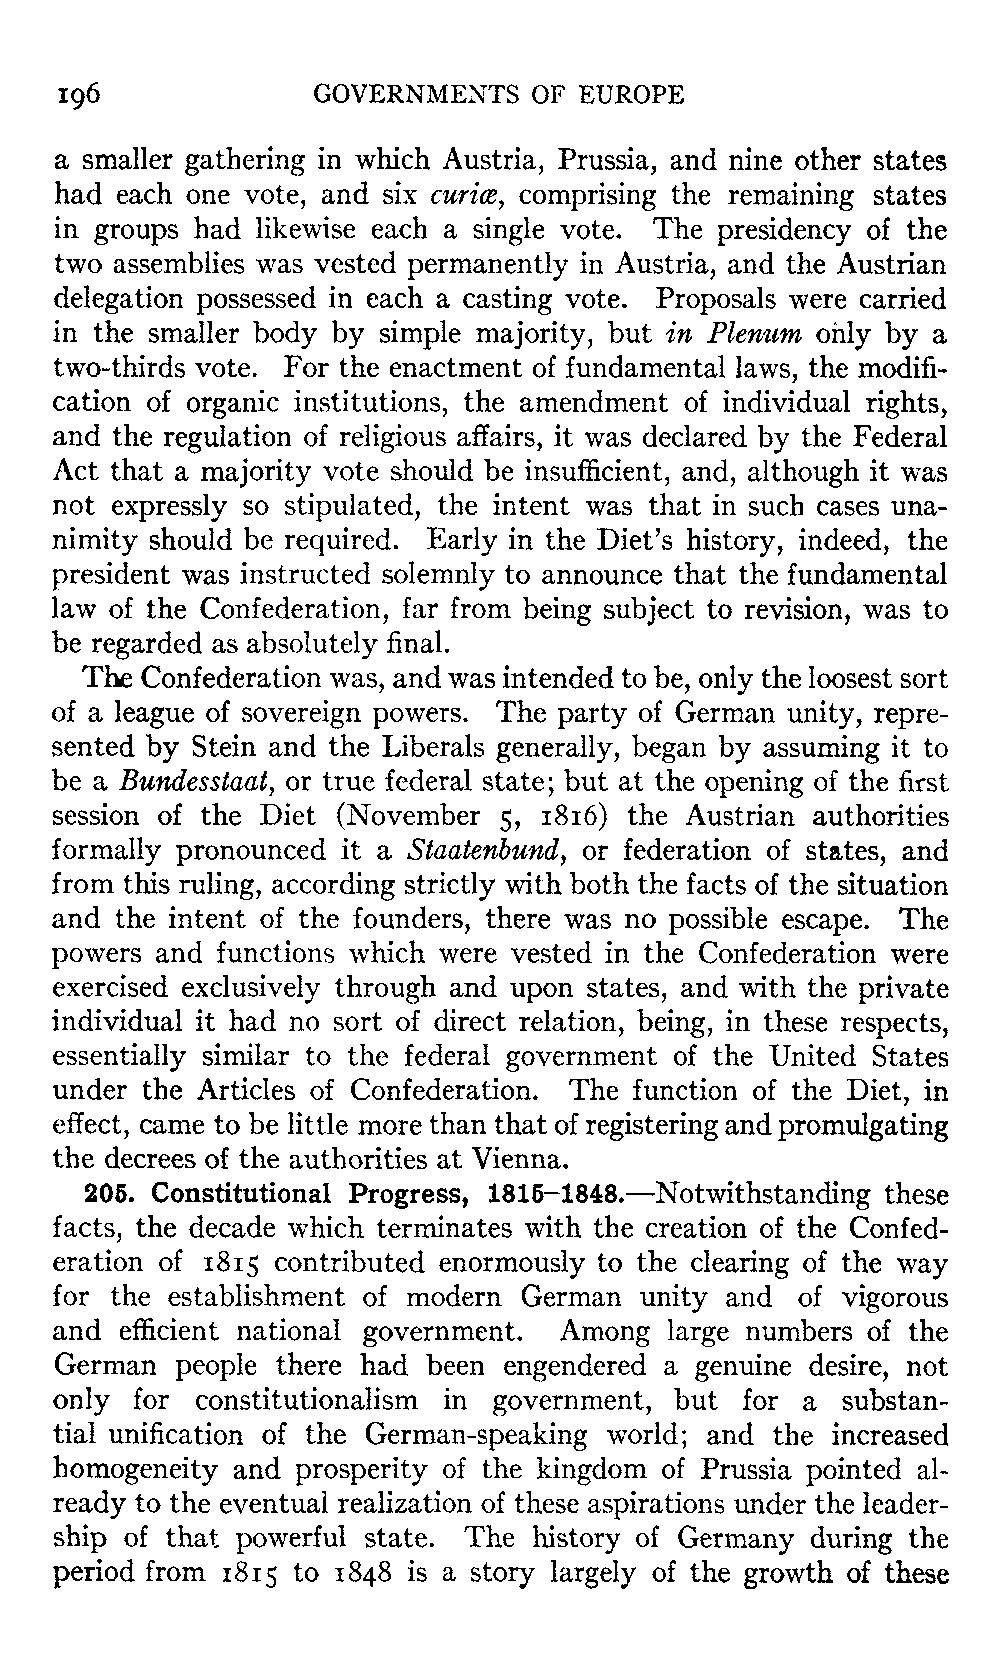 196 GOVERNMENTS OF EUROPE
a smaller gathering in which Austria, Prussia, and nine other states
had each one vote, and six curiæ, comprising the remaining states
in groups had likewise each a single vote. The presidency of the
two assemblies was vested permanently in Austria, and the Austrian
delegation possessed in each a casting vote. Proposals were carried
in the smaller body by simple majority, but in Plenum only by a
two-thirds vote. For the enactment of fundamental laws, the modifi-
cation of organic institutions, the amendment of individual rights,
and the regulation of religious affairs, it was declared by the Federal
Act that a majority vote should be insufficient, and, although it was
not expressly so stipulated, the intent was that in such cases una-
nimity should be required. Early in the Diet's history, indeed, the
president was instructed solemnly to announce that the fundamental
law of the Confederation, far from being subject to revision, was to
be regarded as absolutely final.
The Confederation was, and was intended to be, only the loosest sort
of a league of sovereign powers. The party of German unity, repre-
sented by Stein and the Liberals generally, began by assuming it to
be a Bundesstaat, or true federal state; but at the opening of the first
session of the Diet (November 5, 1816) the Austrian authorities
formally pronounced it a Staatenbund, or federation of states, and
from this ruling, according strictly with both the facts of the situation
and the intent of the founders, there was no possible escape. The
powers and functions which were vested in the Confederation were
exercised exclusively through and upon states, and with the private
individual it had no sort of direct relation, being, in these respects,
essentially similar to the federal government of the United States
under the Articles of Confederation. The function of the Diet, in
effect, came to be little more than that of registering and promulgating
the decrees of the authorities at Vienna.
205. Constitutional Progress, 1815–1848.—Notwithstanding these
facts, the decade which terminates with the creation of the Confed-
eration of 1815 contributed enormously to the clearing of the way
for the establishment of modern German unity and of vigorous
and efficient national government. Among large numbers of the
German people there had been engendered a genuine desire, not
only for constitutionalism in government, but for a substan-
tial unification of the German-speaking world; and the increased
homogeneity and prosperity of the kingdom of Prussia pointed al-
ready to the eventual realization of these aspirations under the leader-
ship of that powerful state. The history of Germany during the
period from 1815 to 1848 is a story largely of the growth of these